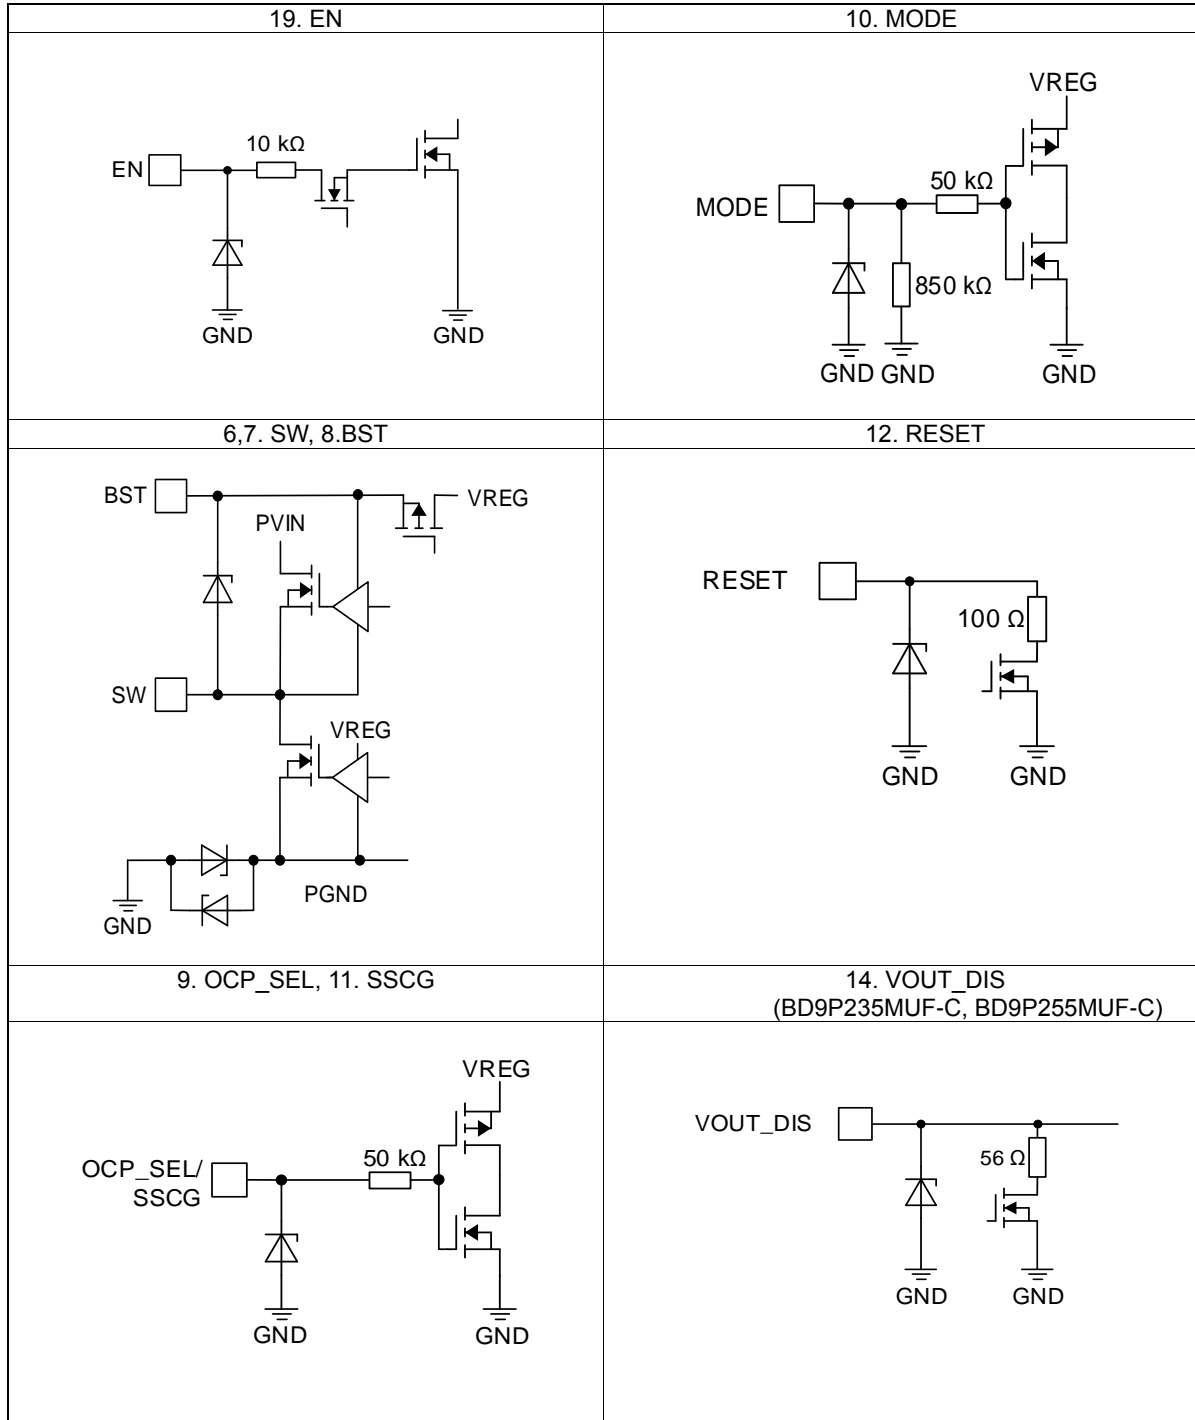 19. EN
10. MODE
EN
10 kΩ
GND
GND
VREG
MODE
50 kΩ
850 kΩ
GND
GND
GND
6,7. SW, 8.BST
12. RESET
BST
VREG
PVIN
SW
VREG
PGND
GND
RESET
100 Ω
GND
GND
9. OCP_SEL, 11. SSCG
14. VOUT_DIS
(BD9P235MUF-C, BD9P255MUF-C)
VREG
OCP_SEL/
SSCG
50 kΩ
GND
GND
VOUT_DIS
56 Ω
GND
GND